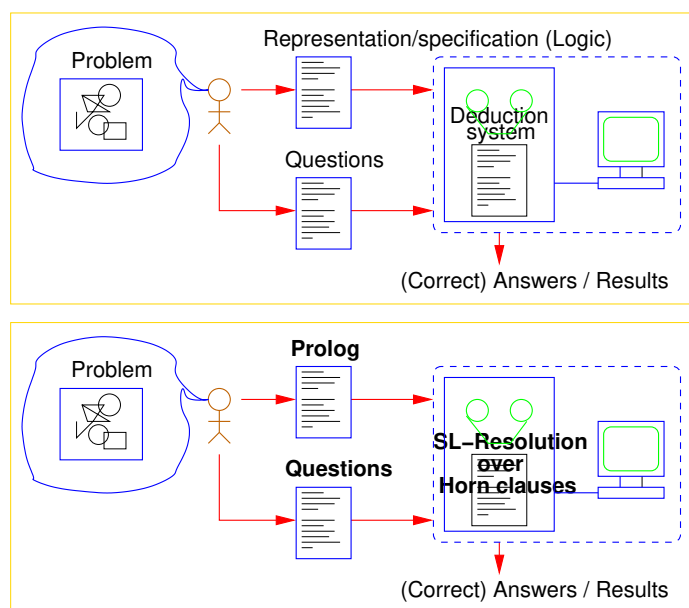 Representation/specification (Logic)
Problem
Deduction
system
Questions
(Correct) Answers / Results
Prolog
Problem
SL−Resolution
over
Horn clauses
Questions
(Correct) Answers / Results